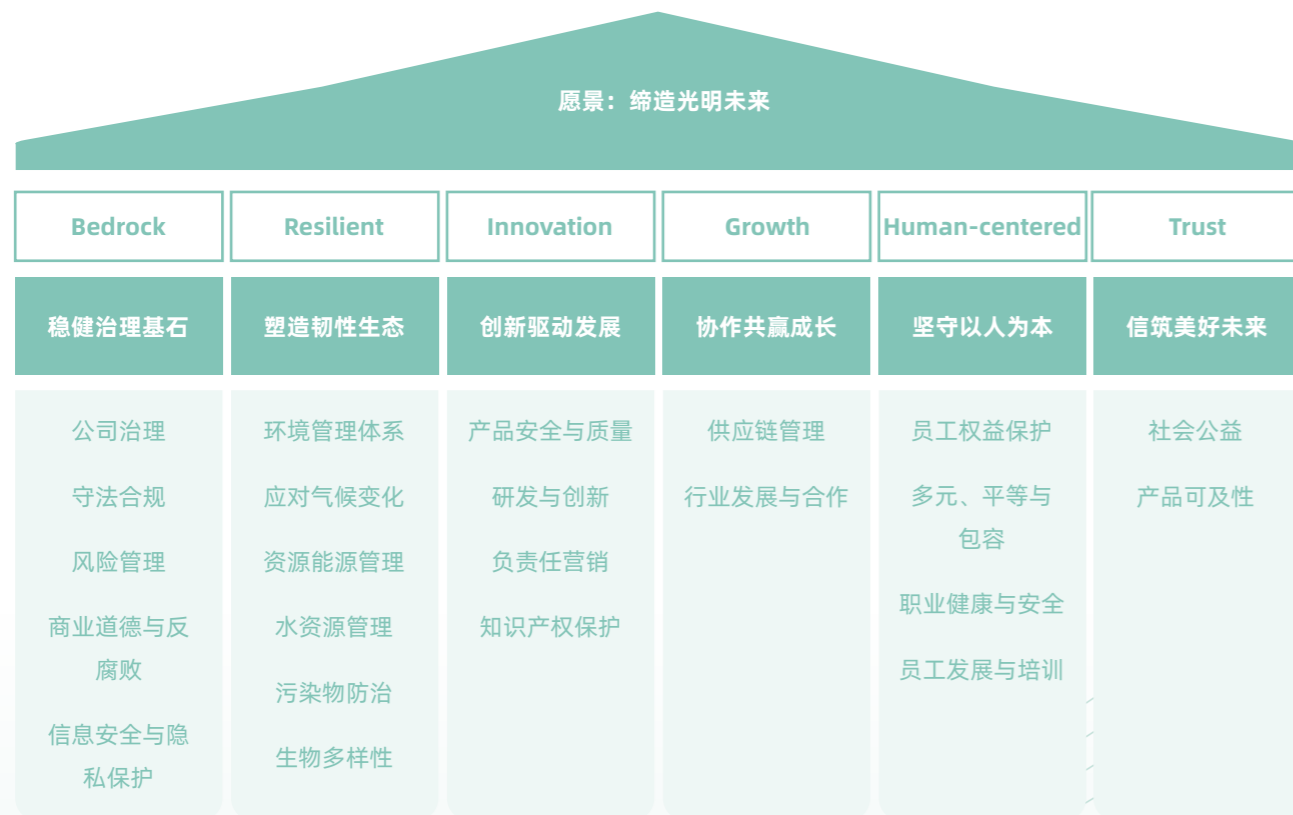 愿景：缔造光明未来
Bedrock
Resilient
Innovation
Growth
Human-centered
Trust
稳健治理基石
塑造韧性生态
创新驱动发展
协作共赢成长
坚守以人为本
信筑美好未来
公司治理
守法合规
风险管理
商业道德与反
腐败
信息安全与隐
私保护
环境管理体系
应对气候变化
资源能源管理
水资源管理
污染物防治
生物多样性
产品安全与质量
研发与创新
负责任营销
知识产权保护
供应链管理
行业发展与合作
员工权益保护
多元、平等与
包容
职业健康与安全
员工发展与培训
社会公益
产品可及性